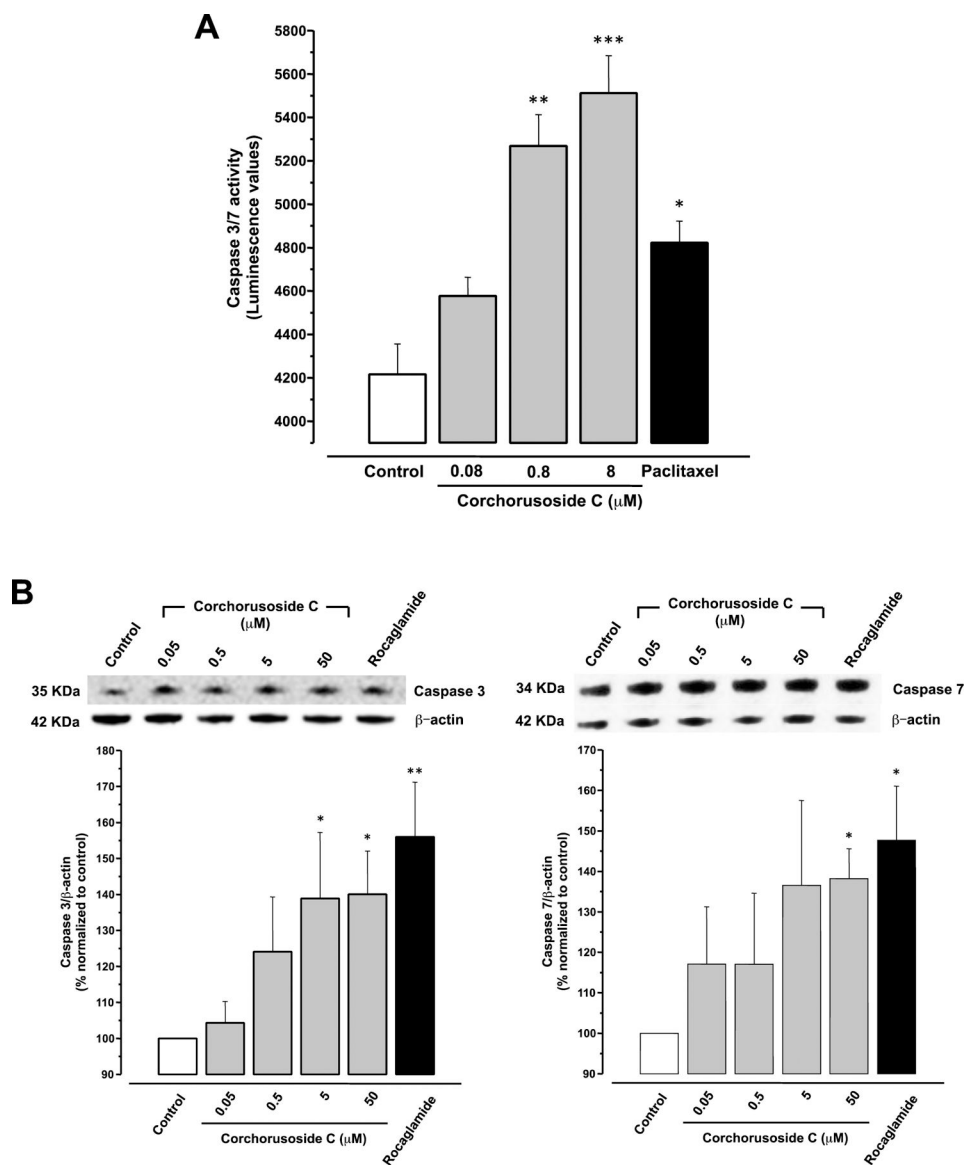 A
Caspase 3/7 activity
(Luminescence values)
5800
5600
5400
5200
5000
4800
4600
4400
4200
4000
**
***
*
Control
0.08
0.8
8
Paclitaxel
Corchorusoside C (μM)
B
Control
Corchorusoside C
(μM)
0.05
0.5
5
50
Rocaglamide
35 KDa
Caspase 3
42 KDa
β−actin
Caspase 3/β-actin
(% normalized to control)
180
170
160
150
140
130
120
110
100
90
*
*
**
Control
0.05
0.5
5
50
Rocaglamide
Corchorusoside C (μM)
Control
Corchorusoside C
(μM)
0.05
0.5
5
50
Rocaglamide
34 KDa
Caspase 7
42 KDa
β−actin
Caspase 7/β-actin
(% normalized to control)
170
160
150
140
135
130
120
115
110
100
90
*
*
Control
0.05
0.5
5
50
Rocaglamide
Corchorusoside C (μM)